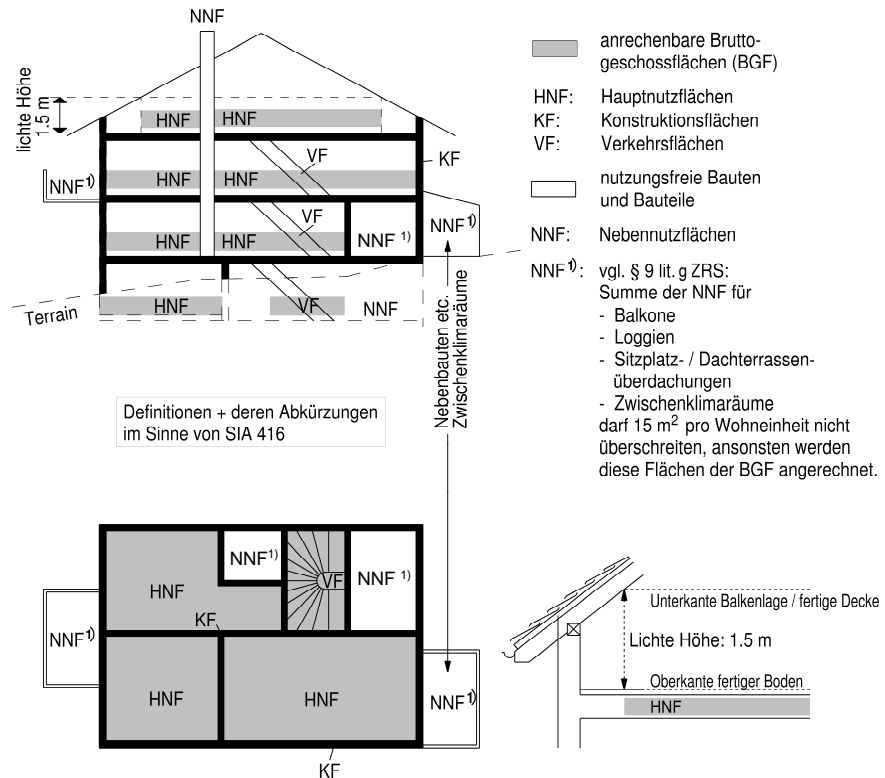 NNF
lichte Höhe
1.5 m
HNF HNF
VF
KF
NNF1)
HNF HNF
VF
HNF HNF
NNF 1)
NNF1)
HNF
VF
NNF
Terrain
Nebenbauten etc.
Zwischenklimaräume
anrechenbare Brutto-
geschossflächen (BGF)
HNF: Hauptnutzflächen
KF: Konstruktionsflächen
VF: Verkehrsflächen
nutzungsfreie Bauten
und Bauteile
NNF: Nebennutzflächen
NNF1): vgl. § 9 lit. g ZRS:
Summe der NNF für
- Balkone
- Loggien
- Sitzplatz- / Dachterrassen-
überdachungen
- Zwischenklimaräume
darf 15 m2 pro Wohneinheit nicht
überschreiten, ansonsten werden
diese Flächen der BGF angerechnet.
Definitionen + deren Abkürzungen
im Sinne von SIA 416
NNF1)
HNF
VF
NNF 1)
NNF1)
KF
HNF
HNF
NNF1)
KF
Unterkante Balkenlage / fertige Decke
Lichte Höhe: 1.5 m
Oberkante fertiger Boden
HNF